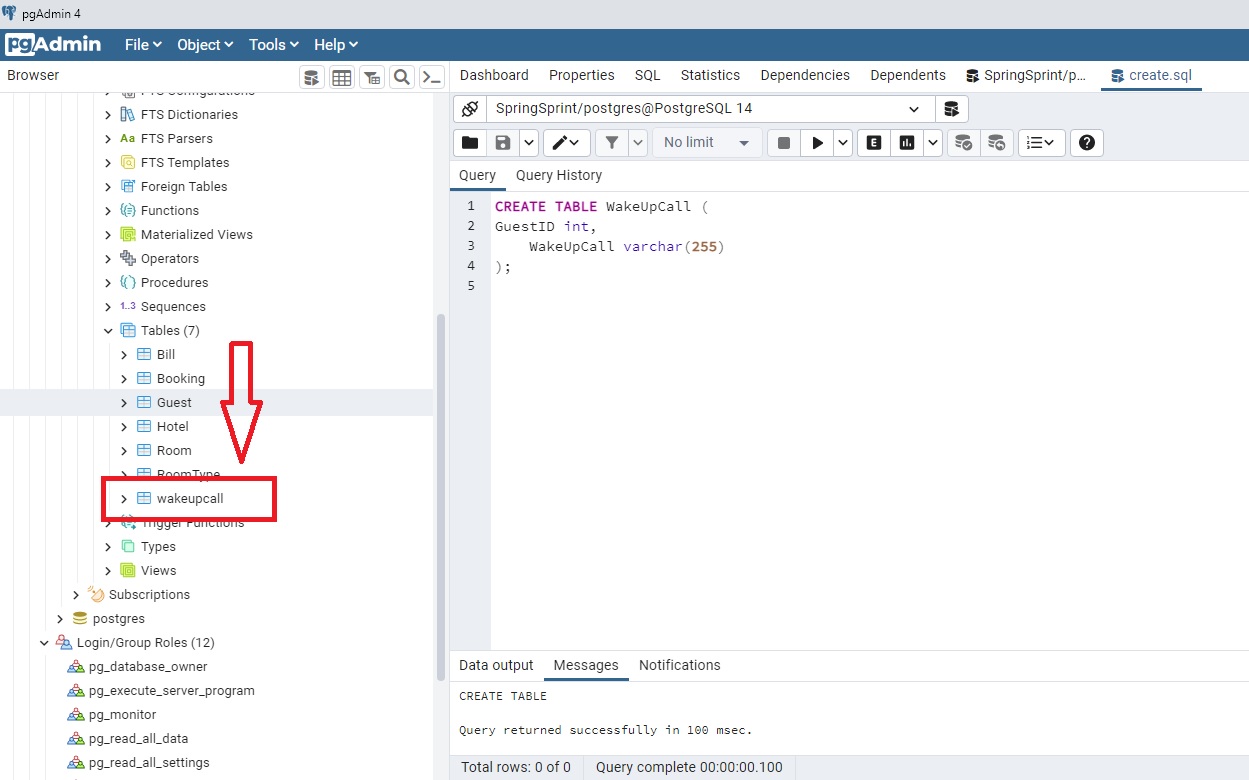 pgAdmin 4
pgAdmin File Object Tools Help
Browser
FTS Configurations
FTS Dictionaries
Aa FTS Parsers
FTS Templates
Foreign Tables
Functions
Materialized Views
Operators
Procedures
1..3 Sequences
Tables (7)
Bill
Booking
Guest
Hotel
Room
RoomType
wakeupcall
Trigger Functions
Types
Views
Subscriptions
postgres
Login/Group Roles (12)
pg_database_owner
pg_execute_server_program
pg_monitor
pg_read_all_data
pg_read_all_settings
Dashboard Properties SQL Statistics Dependencies Dependents SpringSprint/p... create.sql
SpringSprint/postgres@PostgreSQL 14
No limit E
Query Query History
1 CREATE TABLE WakeUpCall (
2 GuestID int,
3 WakeUpCall varchar(255)
4 );
5
Data output Messages Notifications
CREATE TABLE
Query returned successfully in 100 msec.
Total rows: 0 of 0 Query complete 00:00:00.100